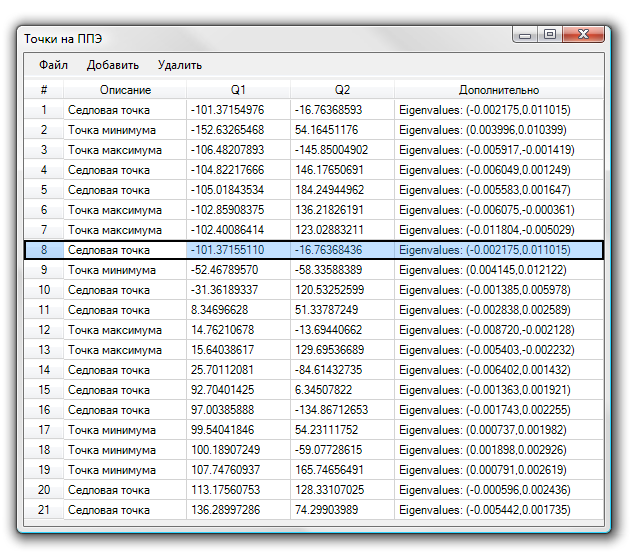 Точки на ППЭ
Файл Добавить Удалить
# Описание Q1 Q2 Дополнительно
1 Седловая точка -101.37154976 -16.76368593 Eigenvalues: (-0.002175,0.011015)
2 Точка минимума -152.63265468 54.16451176 Eigenvalues: (0.003996,0.010399)
3 Точка максимума -106.48207893 -145.85004902 Eigenvalues: (-0.005917,-0.001419)
4 Седловая точка -104.82217666 146.17650691 Eigenvalues: (-0.006049,0.001249)
5 Седловая точка -105.01843534 184.24944962 Eigenvalues: (-0.005583,0.001647)
6 Точка максимума -102.85908375 136.21826191 Eigenvalues: (-0.006075,-0.000361)
7 Точка максимума -102.40086414 123.02883211 Eigenvalues: (-0.011804,-0.005029)
8 Седловая точка -101.37155110 -16.76368436 Eigenvalues: (-0.002175,0.011015)
9 Точка минимума -52.46789570 -58.33588389 Eigenvalues: (0.004145,0.012122)
10 Седловая точка -31.36189337 120.53252599 Eigenvalues: (-0.001385,0.005978)
11 Седловая точка 8.34696628 51.33787249 Eigenvalues: (-0.002838,0.002589)
12 Точка максимума 14.76210678 -13.69440662 Eigenvalues: (-0.008720,-0.002128)
13 Точка максимума 15.64038617 129.69536689 Eigenvalues: (-0.005403,-0.002232)
14 Седловая точка 25.70112081 -84.61432735 Eigenvalues: (-0.006402,0.001432)
15 Седловая точка 92.70401425 6.34507822 Eigenvalues: (-0.001363,0.001921)
16 Седловая точка 97.00385888 -134.86712653 Eigenvalues: (-0.001743,0.002255)
17 Точка минимума 99.54041846 54.23111752 Eigenvalues: (0.000737,0.001982)
18 Точка минимума 100.18907249 -59.07728615 Eigenvalues: (0.001898,0.002926)
19 Точка минимума 107.74760937 165.74656491 Eigenvalues: (0.000791,0.002619)
20 Седловая точка 113.17560753 128.33107025 Eigenvalues: (-0.000596,0.002436)
21 Седловая точка 136.28997286 74.29903989 Eigenvalues: (-0.005442,0.001735)